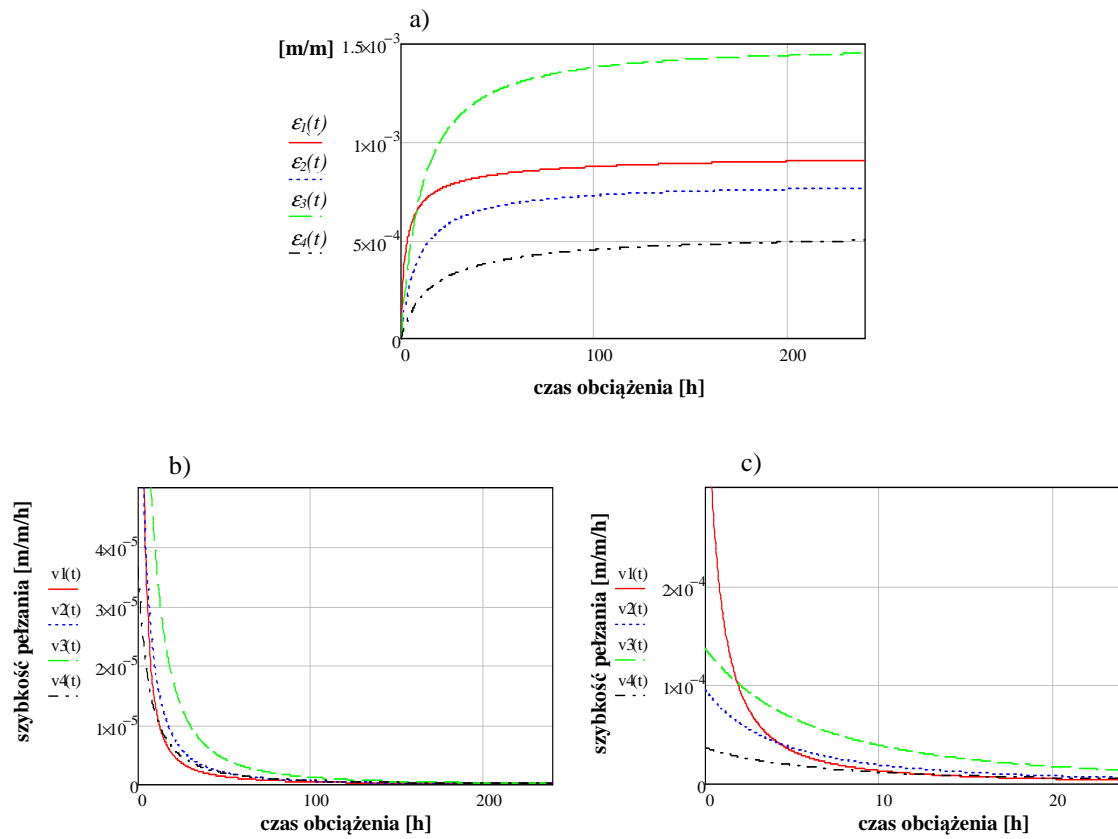 a)
[m/m]
1.5×10⁻³
1×10⁻³
5×10⁻⁴
0
ε₁(t)
ε₂(t)
ε₃(t)
ε₄(t)
0 100 200
czas obciążenia [h]
b)
szybkość pełzania [m/m/h]
v1(t)
v2(t)
v3(t)
v4(t)
4×10⁻⁵
3×10⁻⁵
2×10⁻⁵
1×10⁻⁵
0
0 100 200
czas obciążenia [h]
c)
szybkość pełzania [m/m/h]
v1(t)
v2(t)
v3(t)
v4(t)
2×10⁻⁴
1×10⁻⁴
0
0 10 20
czas obciążenia [h]